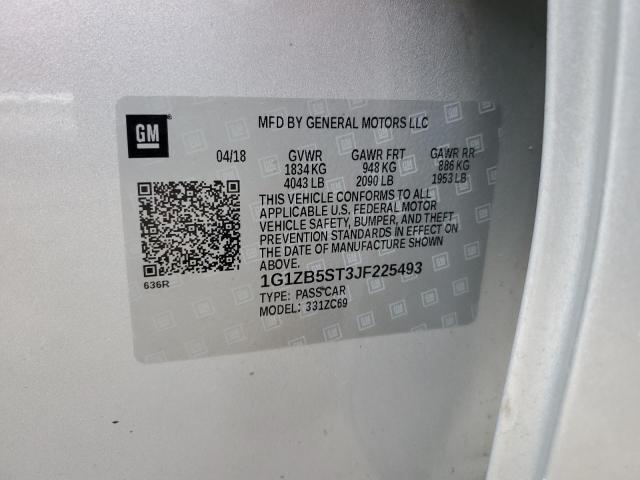 GM
MFD BY GENERAL MOTORS LLC
04/18 GVWR GAWR FRT GAWR RR
1834 KG 948 KG 886 KG
4043 LB 2090 LB 1953 LB
THIS VEHICLE CONFORMS TO ALL
APPLICABLE U.S. FEDERAL MOTOR
VEHICLE SAFETY, BUMPER, AND THEFT
PREVENTION STANDARDS IN EFFECT ON
THE DATE OF MANUFACTURE SHOWN
ABOVE.
1G1ZB5ST3JF225493
TYPE: PASS CAR
MODEL: 331ZC69
636R